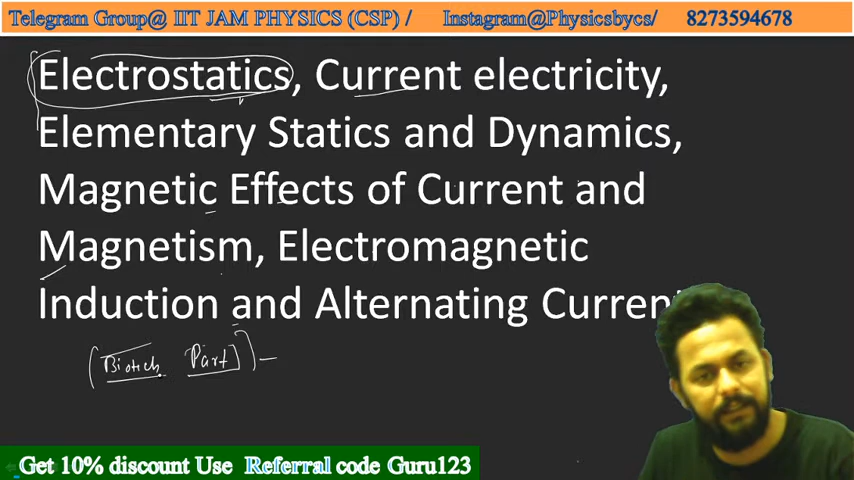 Telegram Group@ IIT JAM PHYSICS (CSP) / Instagram@Physicsbycs/ 8273594678
Electrostatics, Current electricity,
Elementary Statics and Dynamics,
Magnetic Effects of Current and
Magnetism, Electromagnetic
Induction and Alternating Current
(Biotech Part)) -
Get 10% discount Use Referral code Guru123